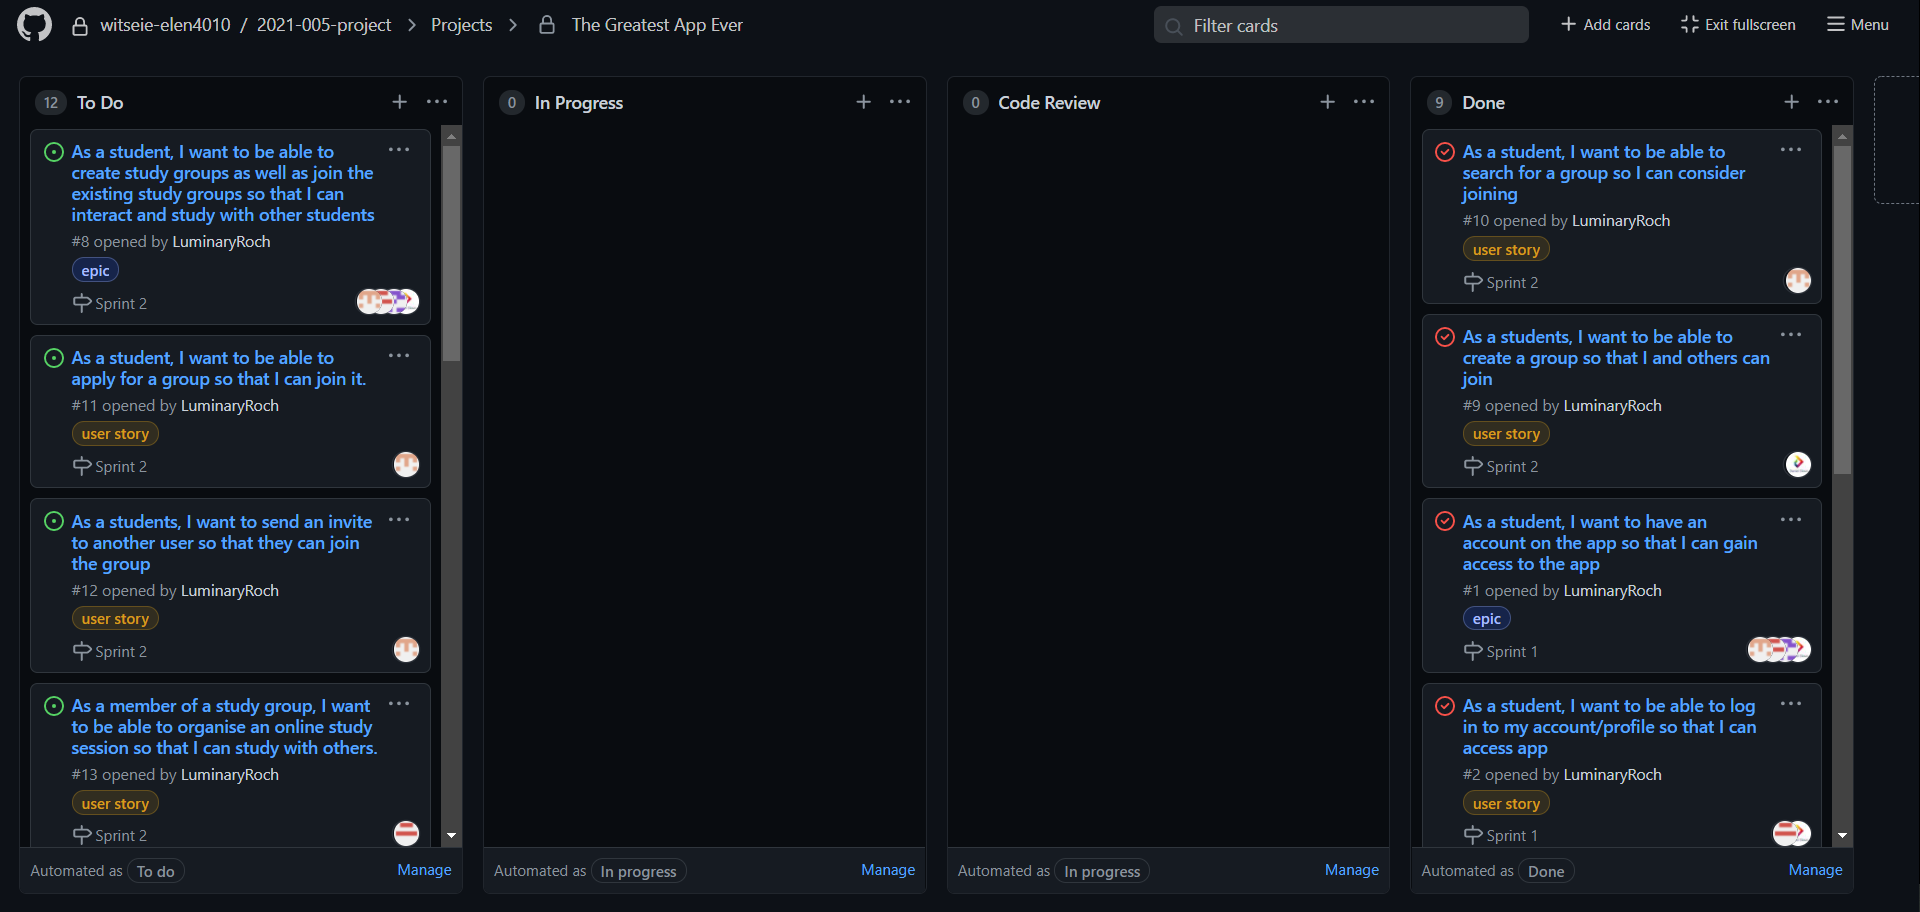 witseie-elen4010 / 2021-005-project > Projects > The Greatest App Ever
Filter cards
+ Add cards
Exit fullscreen
Menu
12 To Do
As a student, I want to be able to
create study groups as well as join the
existing study groups so that I can
interact and study with other students
#8 opened by LuminaryRoch
epic
Sprint 2
As a student, I want to be able to
apply for a group so that I can join it.
#11 opened by LuminaryRoch
user story
Sprint 2
As a students, I want to send an invite
to another user so that they can join
the group
#12 opened by LuminaryRoch
user story
Sprint 2
As a member of a study group, I want
to be able to organise an online study
session so that I can study with others.
#13 opened by LuminaryRoch
user story
Sprint 2
Automated as To do
Manage
0 In Progress
Automated as In progress
Manage
0 Code Review
Automated as In progress
Manage
9 Done
As a student, I want to be able to
search for a group so I can consider
joining
#10 opened by LuminaryRoch
user story
Sprint 2
As a students, I want to be able to
create a group so that I and others can
join
#9 opened by LuminaryRoch
user story
Sprint 2
As a student, I want to have an
account on the app so that I can gain
access to the app
#1 opened by LuminaryRoch
epic
Sprint 1
As a student, I want to be able to log
in to my account/profile so that I can
access app
#2 opened by LuminaryRoch
user story
Sprint 1
Automated as Done
Manage